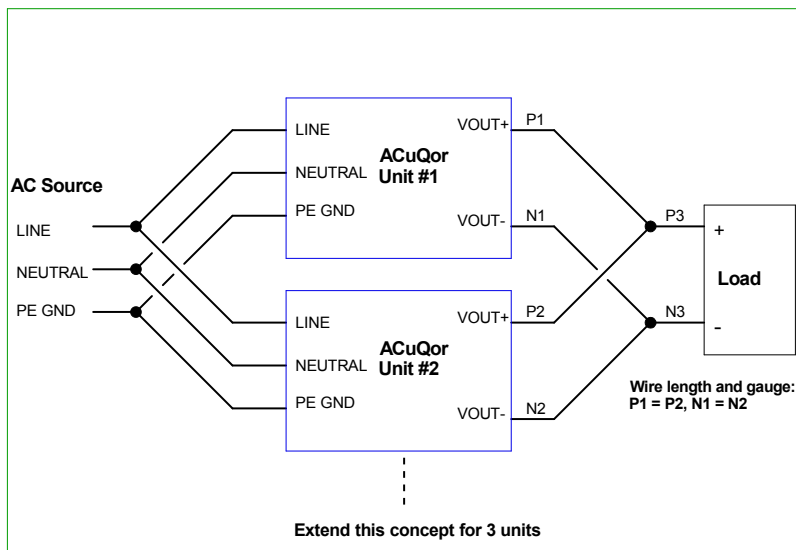 AC Source
LINE
NEUTRAL
PE GND
LINE
NEUTRAL
PE GND
ACuQor
Unit #1
VOUT+
VOUT-
P1
N1
LINE
NEUTRAL
PE GND
ACuQor
Unit #2
VOUT+
VOUT-
P2
N2
P3
N3
+
Load
-
Wire length and gauge:
P1 = P2, N1 = N2
Extend this concept for 3 units